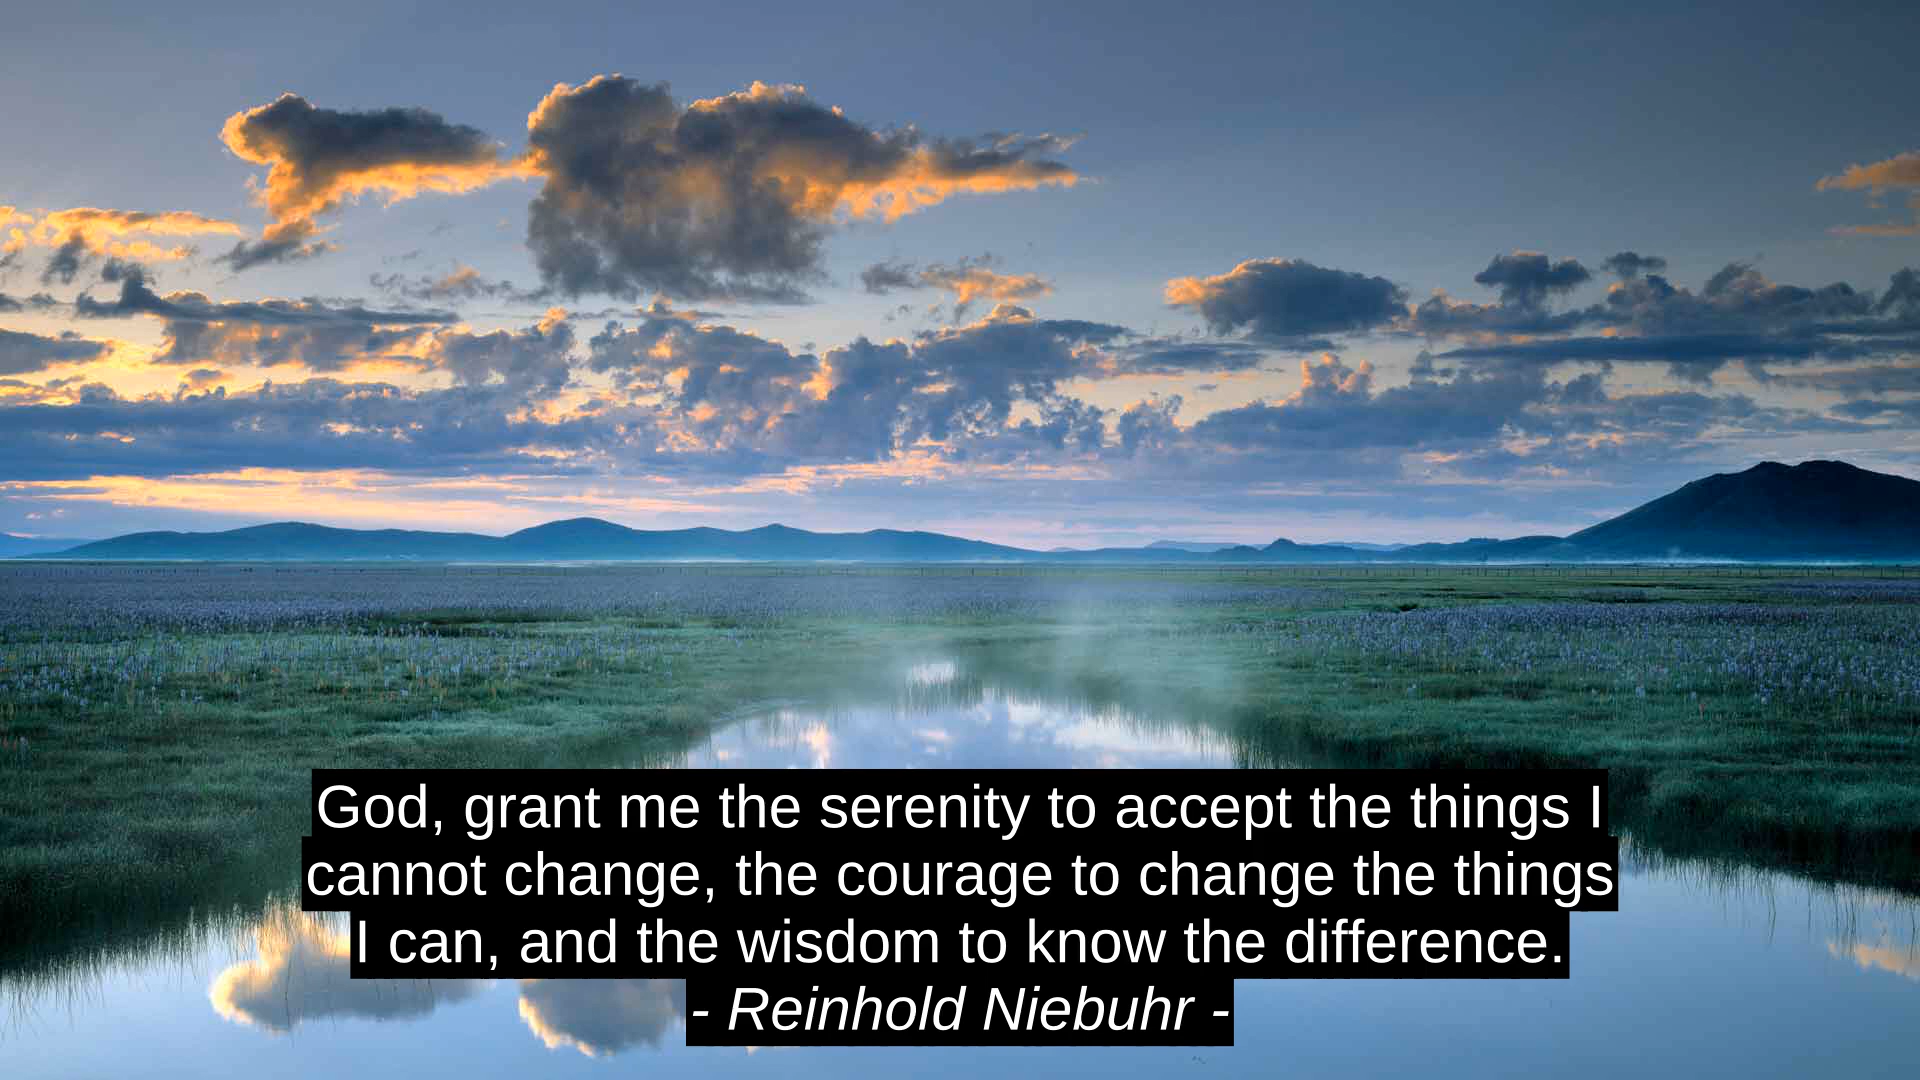 God, grant me the serenity to accept the things I
cannot change, the courage to change the things
I can, and the wisdom to know the difference.
- Reinhold Niebuhr -